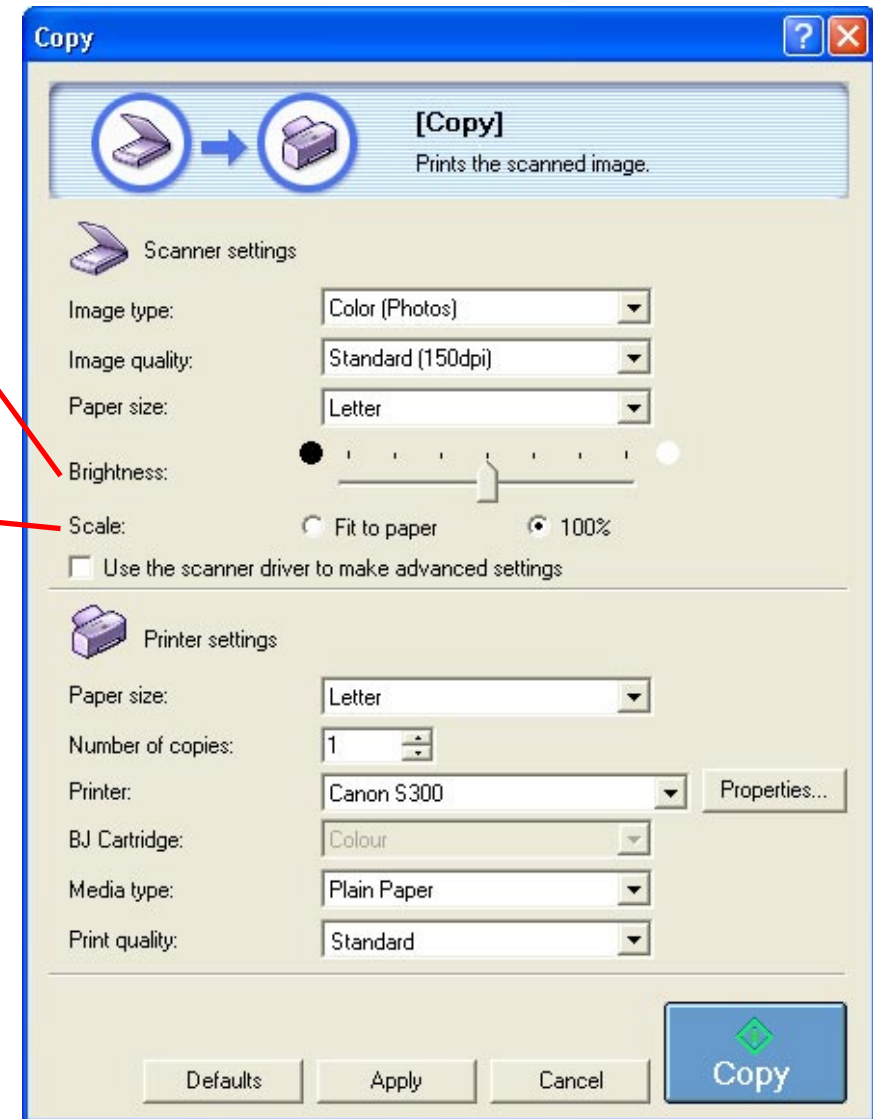 Copy
[Copy]
Prints the scanned image.
Scanner settings
Image type: Color (Photos)
Image quality: Standard (150dpi)
Paper size: Letter
Brightness:
Scale: Fit to paper 100%
Use the scanner driver to make advanced settings
Printer settings
Paper size: Letter
Number of copies: 1
Printer: Canon S300 Properties...
BJ Cartridge: Colour
Media type: Plain Paper
Print quality: Standard
Defaults Apply Cancel Copy